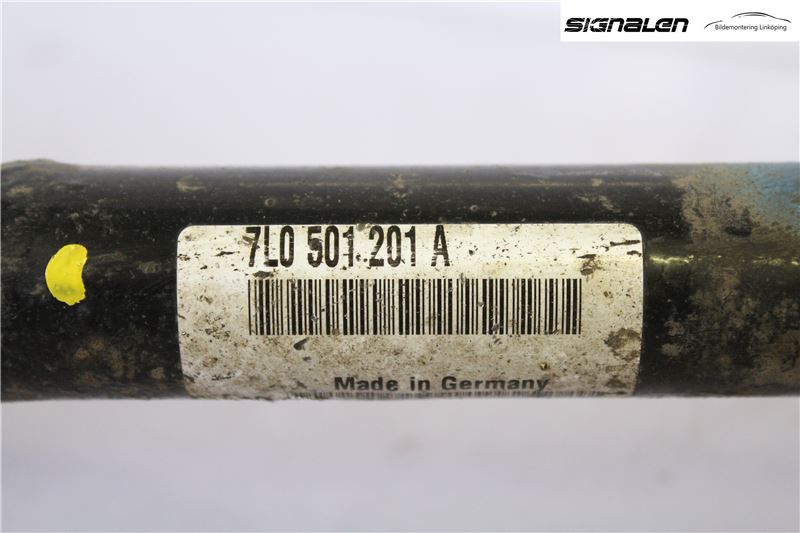 SIGNALEN
Bildemontering Linköping
7L0 501 201 A
Made in Germany